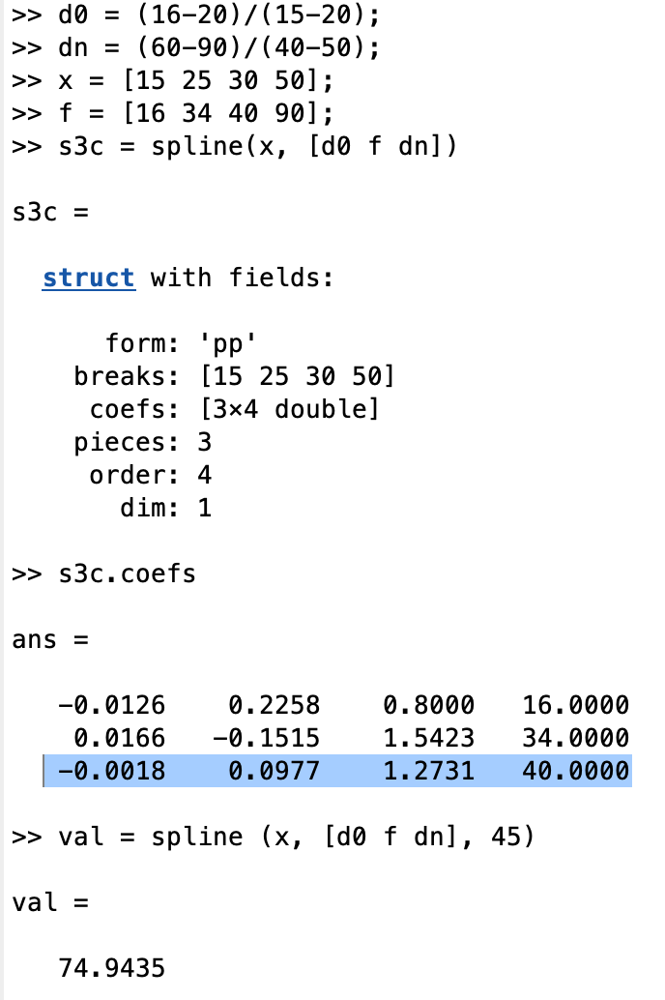 >> d0 = (16-20)/(15-20);
>> dn = (60-90)/(40-50);
>> x = [15 25 30 50];
>> f = [16 34 40 90];
>> s3c = spline(x, [d0 f dn])
s3c =
struct with fields:
form: 'pp'
breaks: [15 25 30 50]
coefs: [3×4 double]
pieces: 3
order: 4
dim: 1
>> s3c.coefs
ans =
-0.0126 0.2258 0.8000 16.0000
0.0166 -0.1515 1.5423 34.0000
-0.0018 0.0977 1.2731 40.0000
>> val = spline (x, [d0 f dn], 45)
val =
74.9435